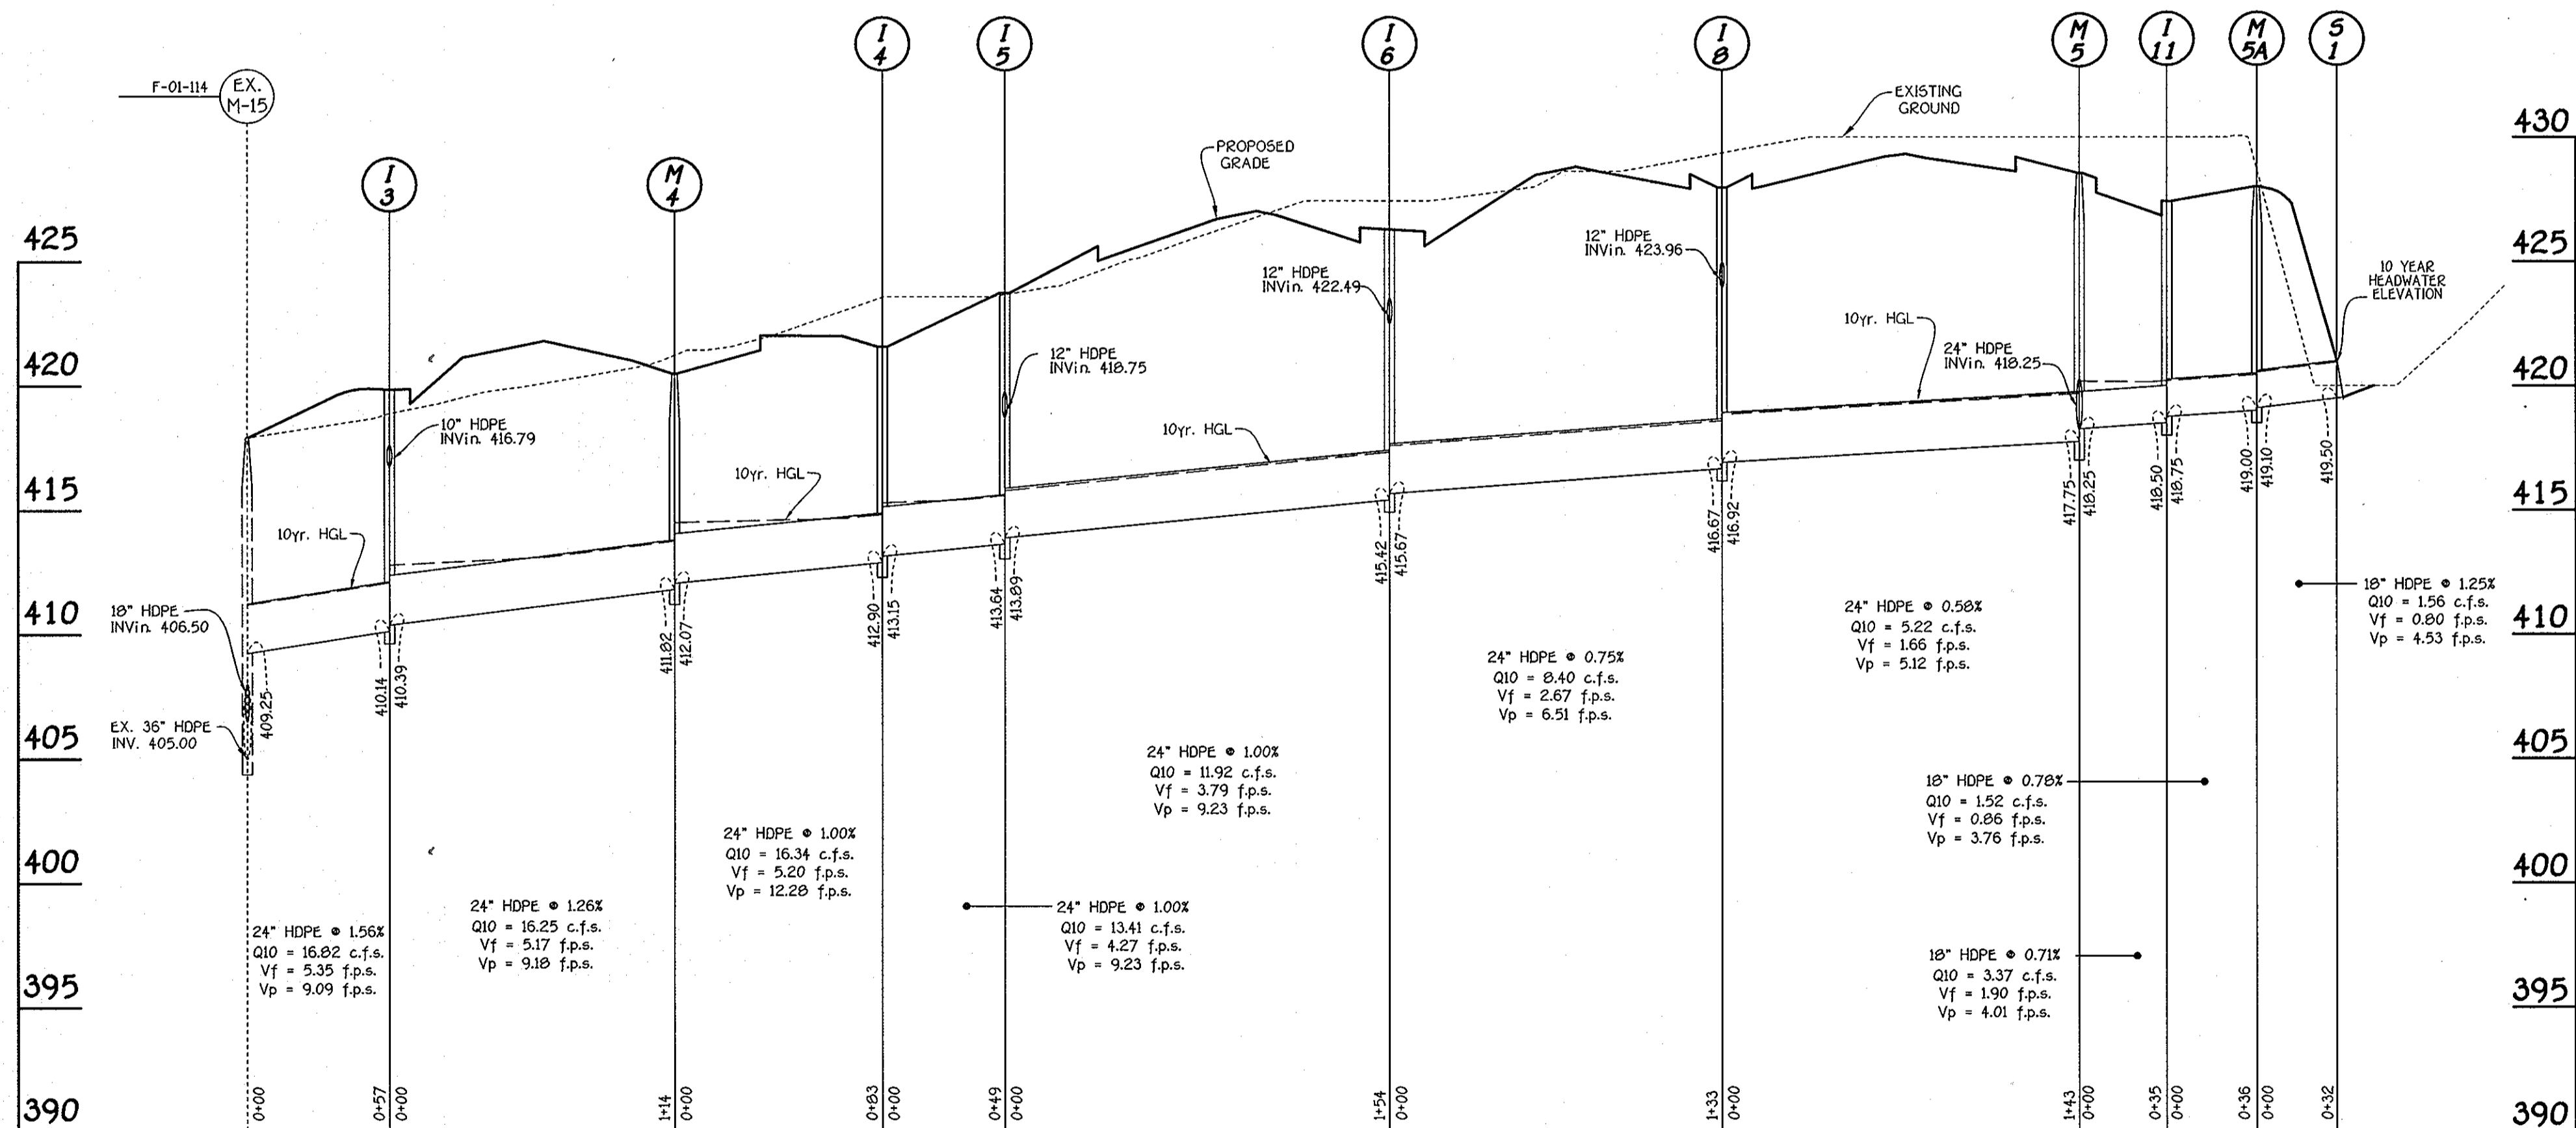 I
4
I
5
I
6
I
8
M
5
I
11
M
5A
S
1
F-01-114
EX.
M-15
EXISTING
GROUND
430
PROPOSED
GRADE
I
3
M
4
425
12" HDPE
INVin. 423.96
425
12" HDPE
INVin. 422.49
10 YEAR
HEADWATER
ELEVATION
10yr. HGL
24" HDPE
INVin. 418.25
12" HDPE
INVin. 418.75
420
420
10" HDPE
INVin. 416.79
10yr. HGL
10yr. HGL
415
415
10yr. HGL
409.25
410.14
410.39
411.82
412.07
412.90
413.15
413.64
413.89
415.42
415.67
416.67
416.92
417.75
418.25
418.50
418.75
419.00
419.10
419.50
18" HDPE
INVin. 406.50
410
410
18" HDPE @ 1.25%
Q10 = 1.56 c.f.s.
Vf = 0.80 f.p.s.
Vp = 4.53 f.p.s.
24" HDPE @ 0.58%
Q10 = 5.22 c.f.s.
Vf = 1.66 f.p.s.
Vp = 5.12 f.p.s.
24" HDPE @ 0.75%
Q10 = 8.40 c.f.s.
Vf = 2.67 f.p.s.
Vp = 6.51 f.p.s.
EX. 36" HDPE
INV. 405.00
405
405
24" HDPE @ 1.00%
Q10 = 11.92 c.f.s.
Vf = 3.79 f.p.s.
Vp = 9.23 f.p.s.
18" HDPE @ 0.78%
Q10 = 1.52 c.f.s.
Vf = 0.86 f.p.s.
Vp = 3.76 f.p.s.
24" HDPE @ 1.00%
Q10 = 16.34 c.f.s.
Vf = 5.20 f.p.s.
Vp = 12.28 f.p.s.
400
400
24" HDPE @ 1.56%
Q10 = 16.82 c.f.s.
Vf = 5.35 f.p.s.
Vp = 9.09 f.p.s.
24" HDPE @ 1.26%
Q10 = 16.25 c.f.s.
Vf = 5.17 f.p.s.
Vp = 9.18 f.p.s.
24" HDPE @ 1.00%
Q10 = 13.41 c.f.s.
Vf = 4.27 f.p.s.
Vp = 9.23 f.p.s.
18" HDPE @ 0.71%
Q10 = 3.37 c.f.s.
Vf = 1.90 f.p.s.
Vp = 4.01 f.p.s.
395
395
390
0+00
0+57
0+00
1+14
0+00
0+83
0+00
0+49
0+00
1+54
0+00
1+33
0+00
1+43
0+00
0+35
0+00
0+36
0+00
0+32
390